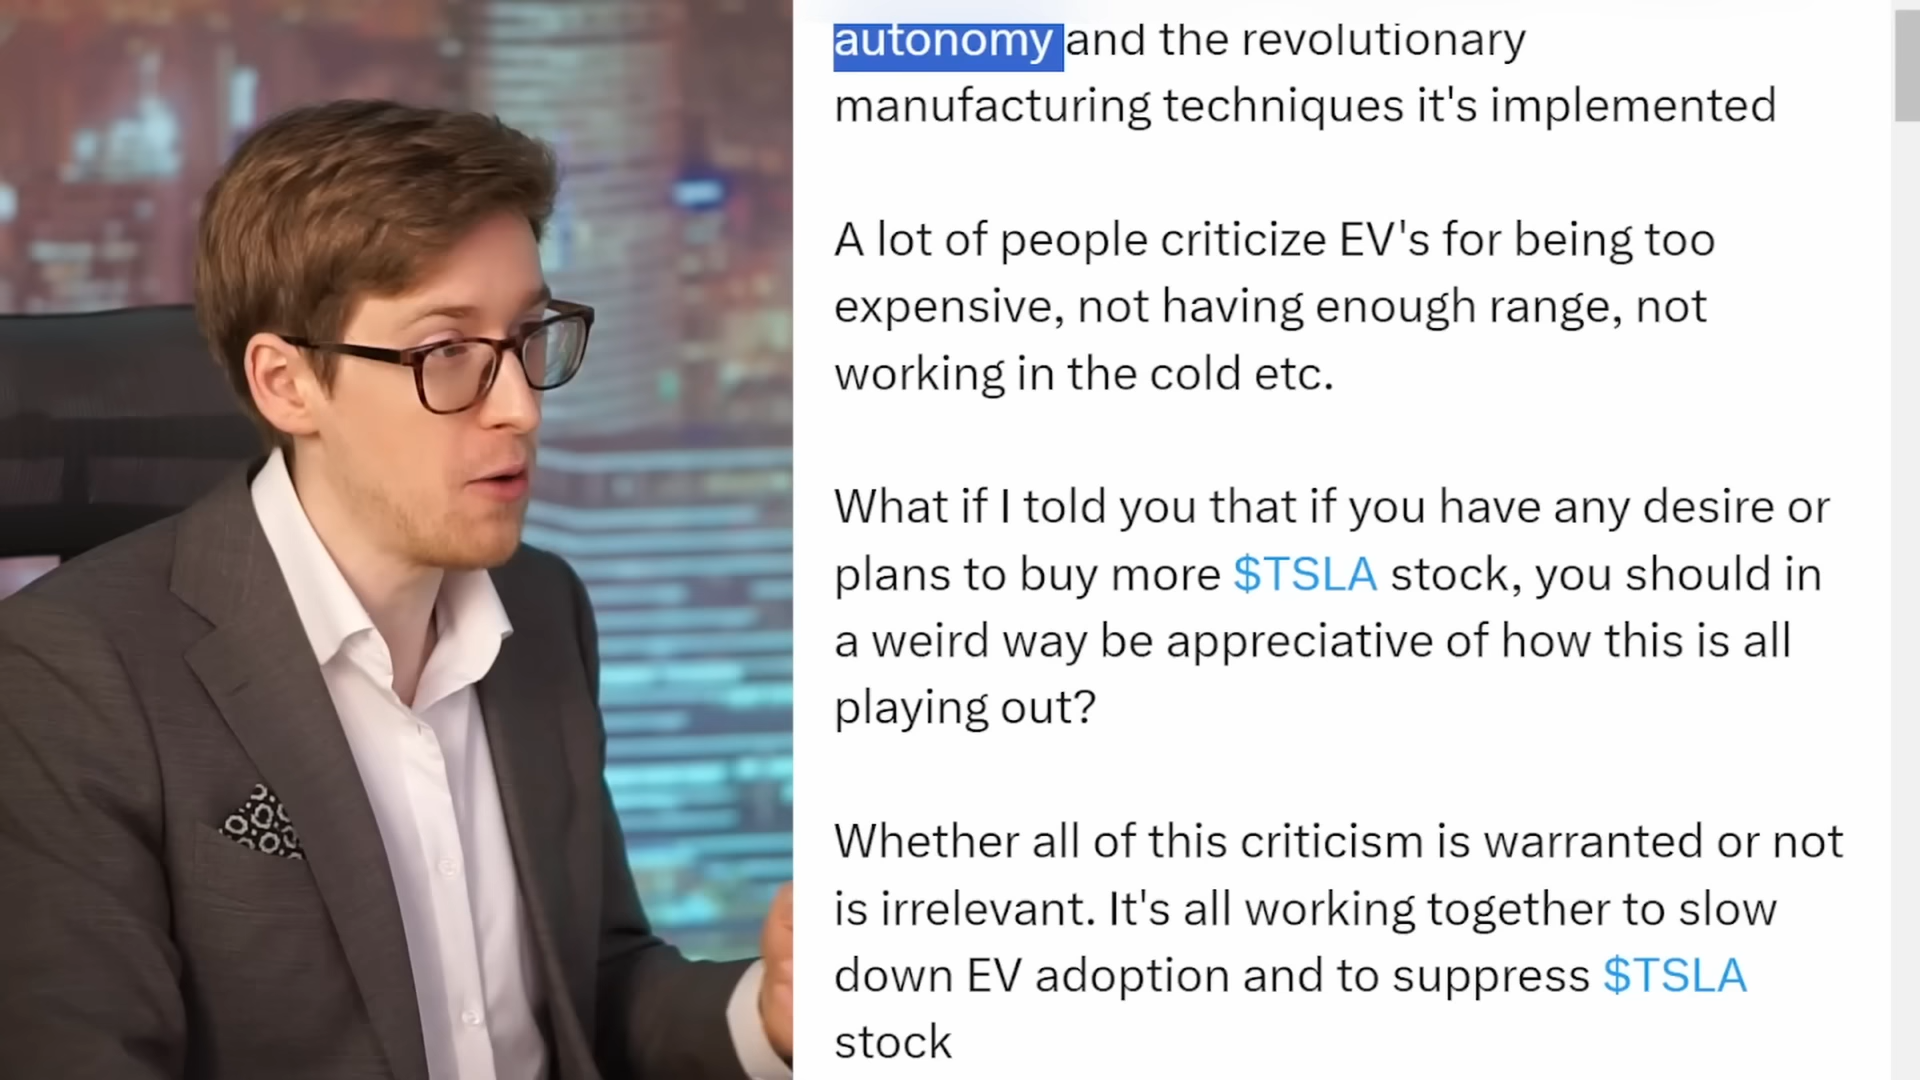 autonomy and the revolutionary
manufacturing techniques it's implemented
A lot of people criticize EV's for being too
expensive, not having enough range, not
working in the cold etc.
What if I told you that if you have any desire or
plans to buy more $TSLA stock, you should in
a weird way be appreciative of how this is all
playing out?
Whether all of this criticism is warranted or not
is irrelevant. It's all working together to slow
down EV adoption and to suppress $TSLA
stock